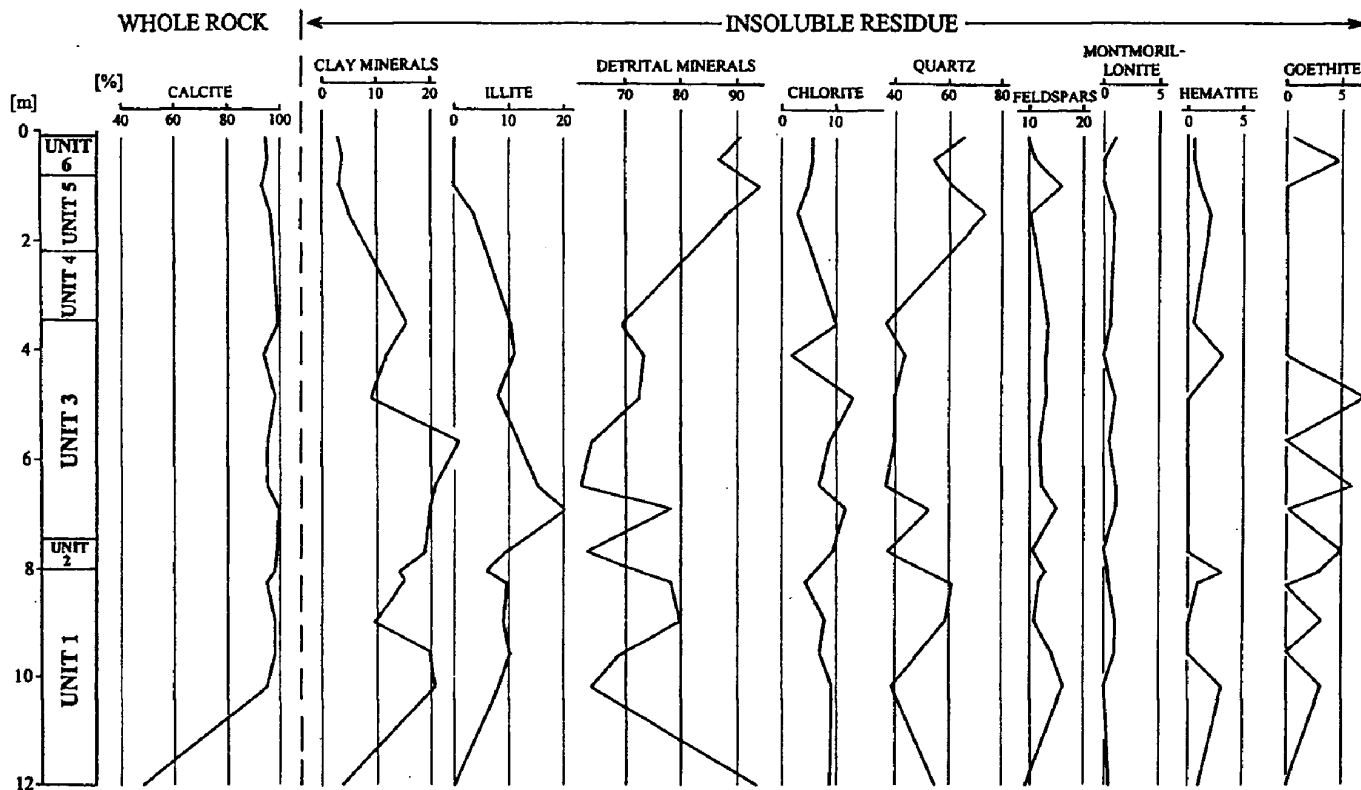 WHOLE ROCK
INSOLUBLE RESIDUE
CLAY MINERALS
DETRITAL MINERALS
QUARTZ
MONTMORIL-
LONITE
GOETHITE
[%]
0 10 20
70 80 90
40 60 80
0 5
0 5
[m]
CALCITE
ILLITE
CHLORITE
FELDSPARS
HEMATITE
40 60 80 100
0 10 20
0 10
10 20
0 5
0
2
4
6
8
10
12
UNIT
6
UNIT 5
UNIT 4
UNIT 3
UNIT
2
UNIT 1